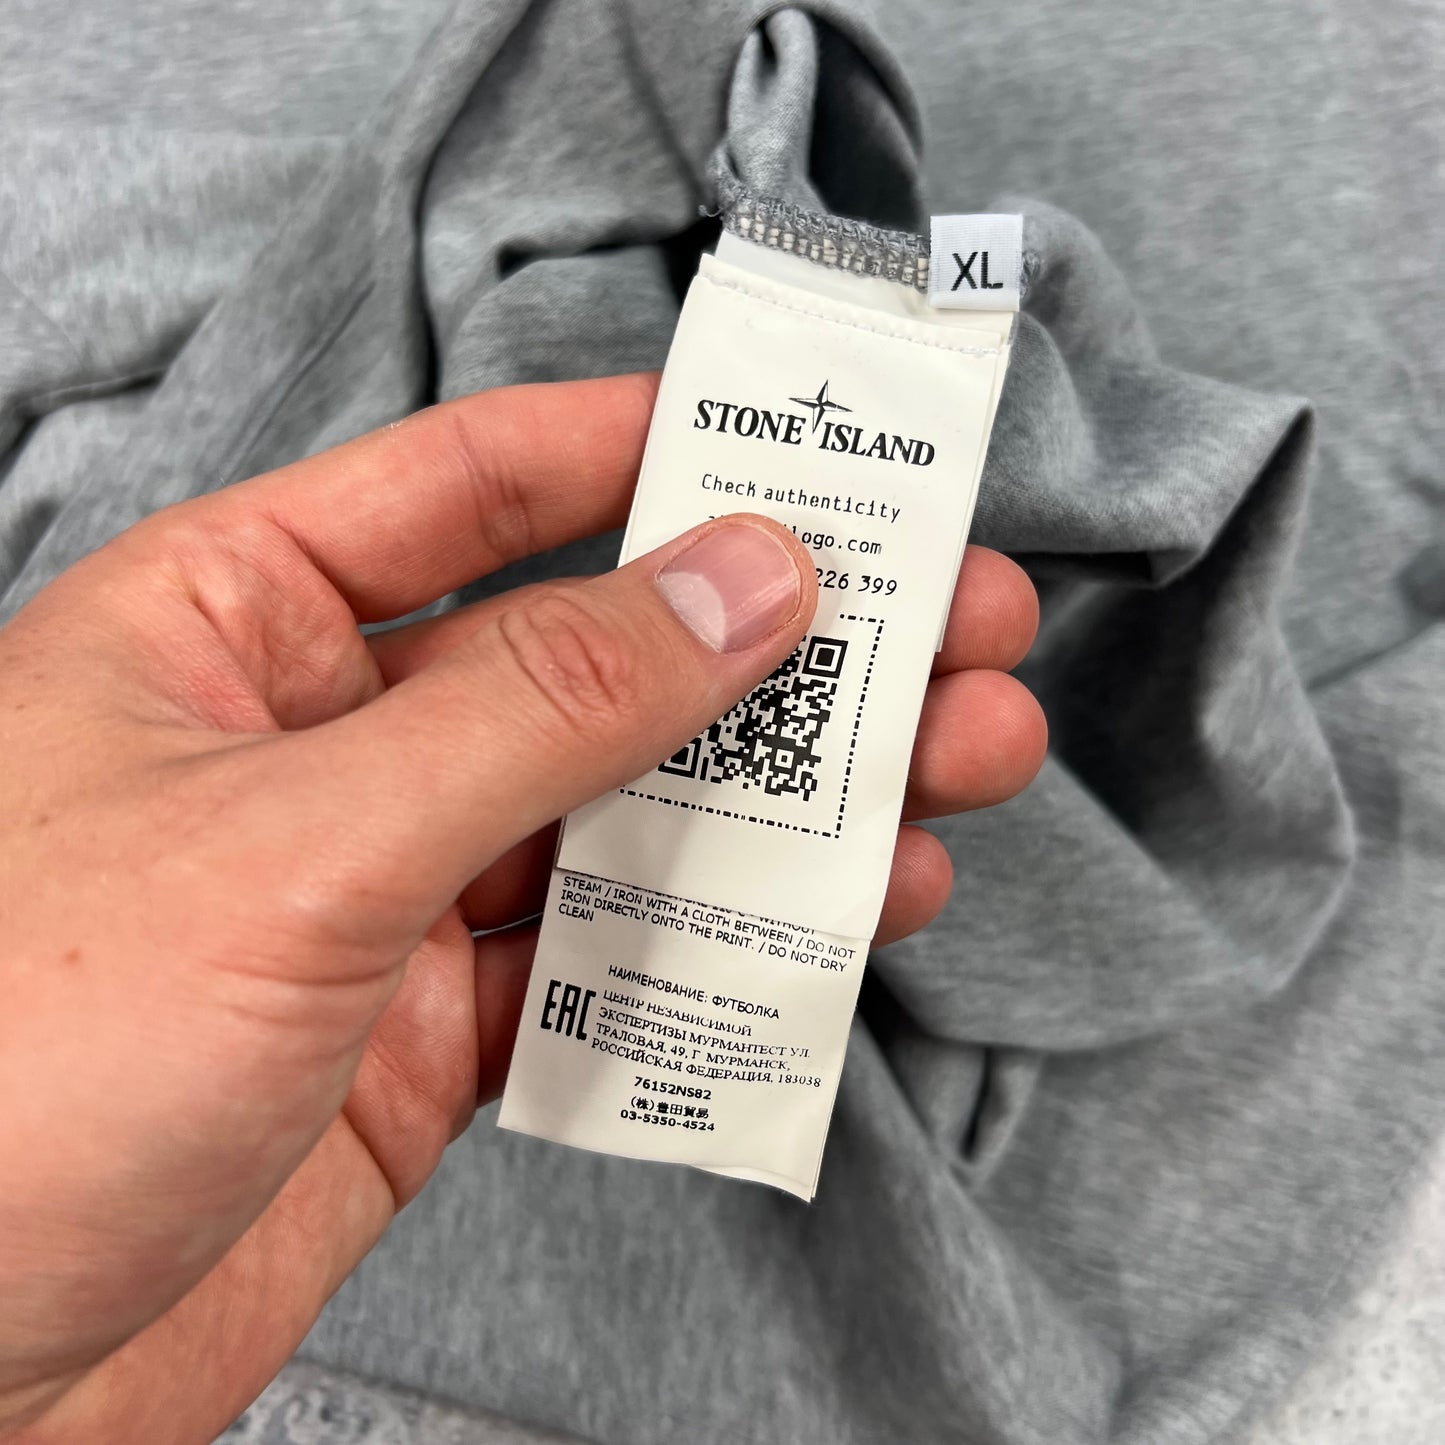 XL
STONE ISLAND
Check authenticity
logo.com
226 399
STEAM / IRON WITH A CLOTH BETWEEN / DO NOT
IRON DIRECTLY ONTO THE PRINT. / DO NOT DRY
CLEAN
НАИМЕНОВАНИЕ: ФУТБОЛКА
EAC
ЦЕНТР НЕЗАВИСИМОЙ
ЭКСПЕРТИЗЫ МУРМАНТЕСТ УЛ.
ТРАЛОВАЯ, 49, Г. МУРМАНСК,
РОССИЙСКАЯ ФЕДЕРАЦИЯ, 183038
76152NS82
(株)豊田貿易
03-5350-4524